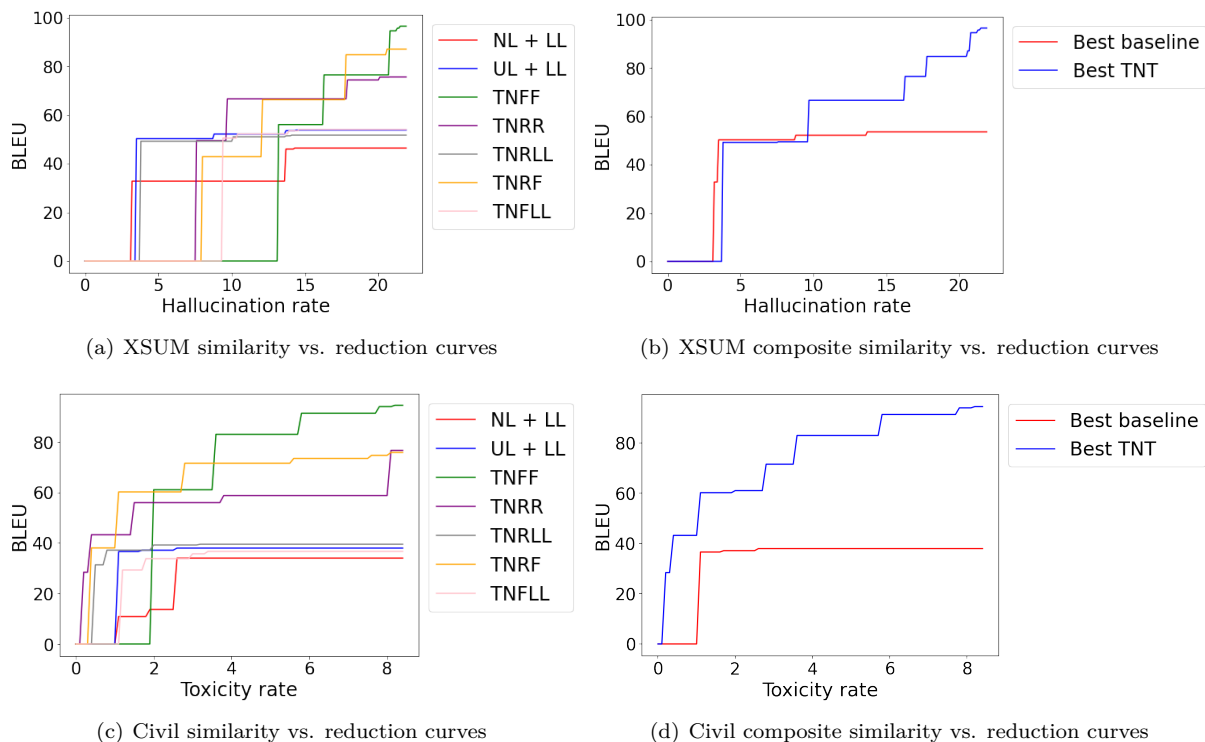 100
80
60
40
20
0
BLEU
0 5 10 15 20
Hallucination rate
NL + LL
UL + LL
TNFF
TNRR
TNRLL
TNRF
TNFLL
(a) XSUM similarity vs. reduction curves
100
80
60
40
20
0
BLEU
0 5 10 15 20
Hallucination rate
Best baseline
Best TNT
(b) XSUM composite similarity vs. reduction curves
80
60
40
20
0
BLEU
0 2 4 6 8
Toxicity rate
NL + LL
UL + LL
TNFF
TNRR
TNRLL
TNRF
TNFLL
(c) Civil similarity vs. reduction curves
80
60
40
20
0
BLEU
0 2 4 6 8
Toxicity rate
Best baseline
Best TNT
(d) Civil composite similarity vs. reduction curves